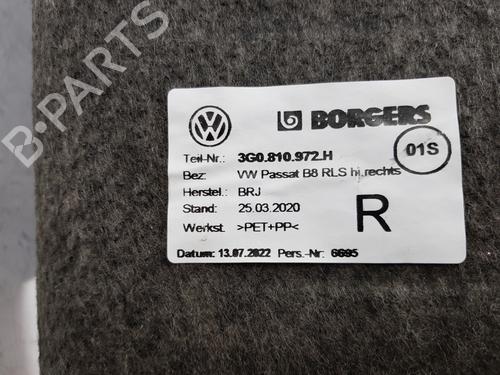 B-PARTS
BORGERS
01S
Teil-Nr.: 3G0.810.972.H
Bez: VW Passat B8 RLS hi.rechts
Herstel.: BRJ
Stand: 25.03.2020
R
Werkst. >PET+PP<
Datum: 13.07.2022 Pers.-Nr: 6695